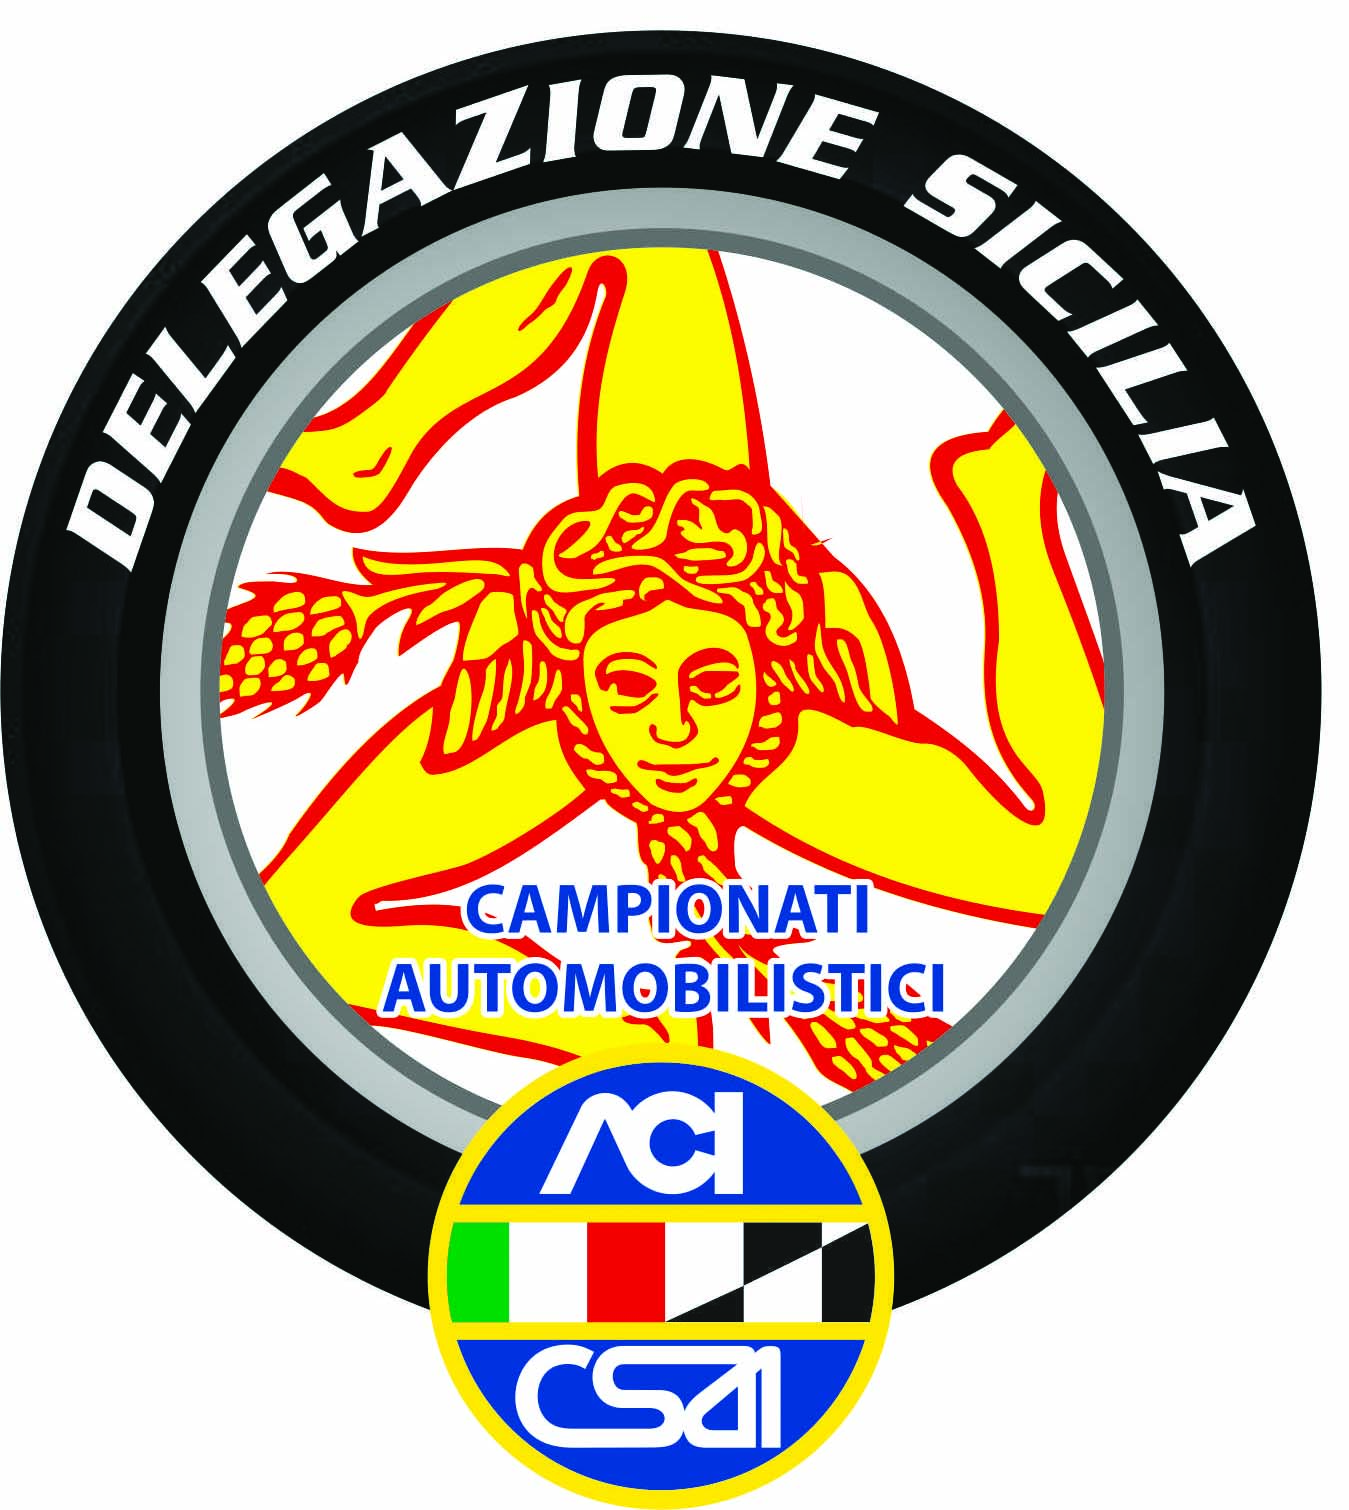 DELEGAZIONE SICILIA
CAMPIONATI
AUTOMOBILISTICI
ACI
CSAI